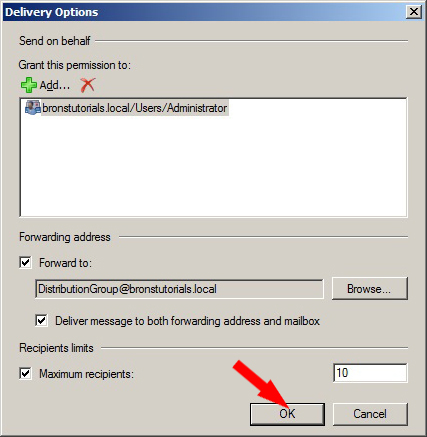 Delivery Options
Send on behalf
Grant this permission to:
Add...
bronstutorials.local/Users/Administrator
Forwarding address
Forward to:
DistributionGroup@bronstutorials.local
Browse...
Deliver message to both forwarding address and mailbox
Recipients limits
Maximum recipients:
10
OK
Cancel